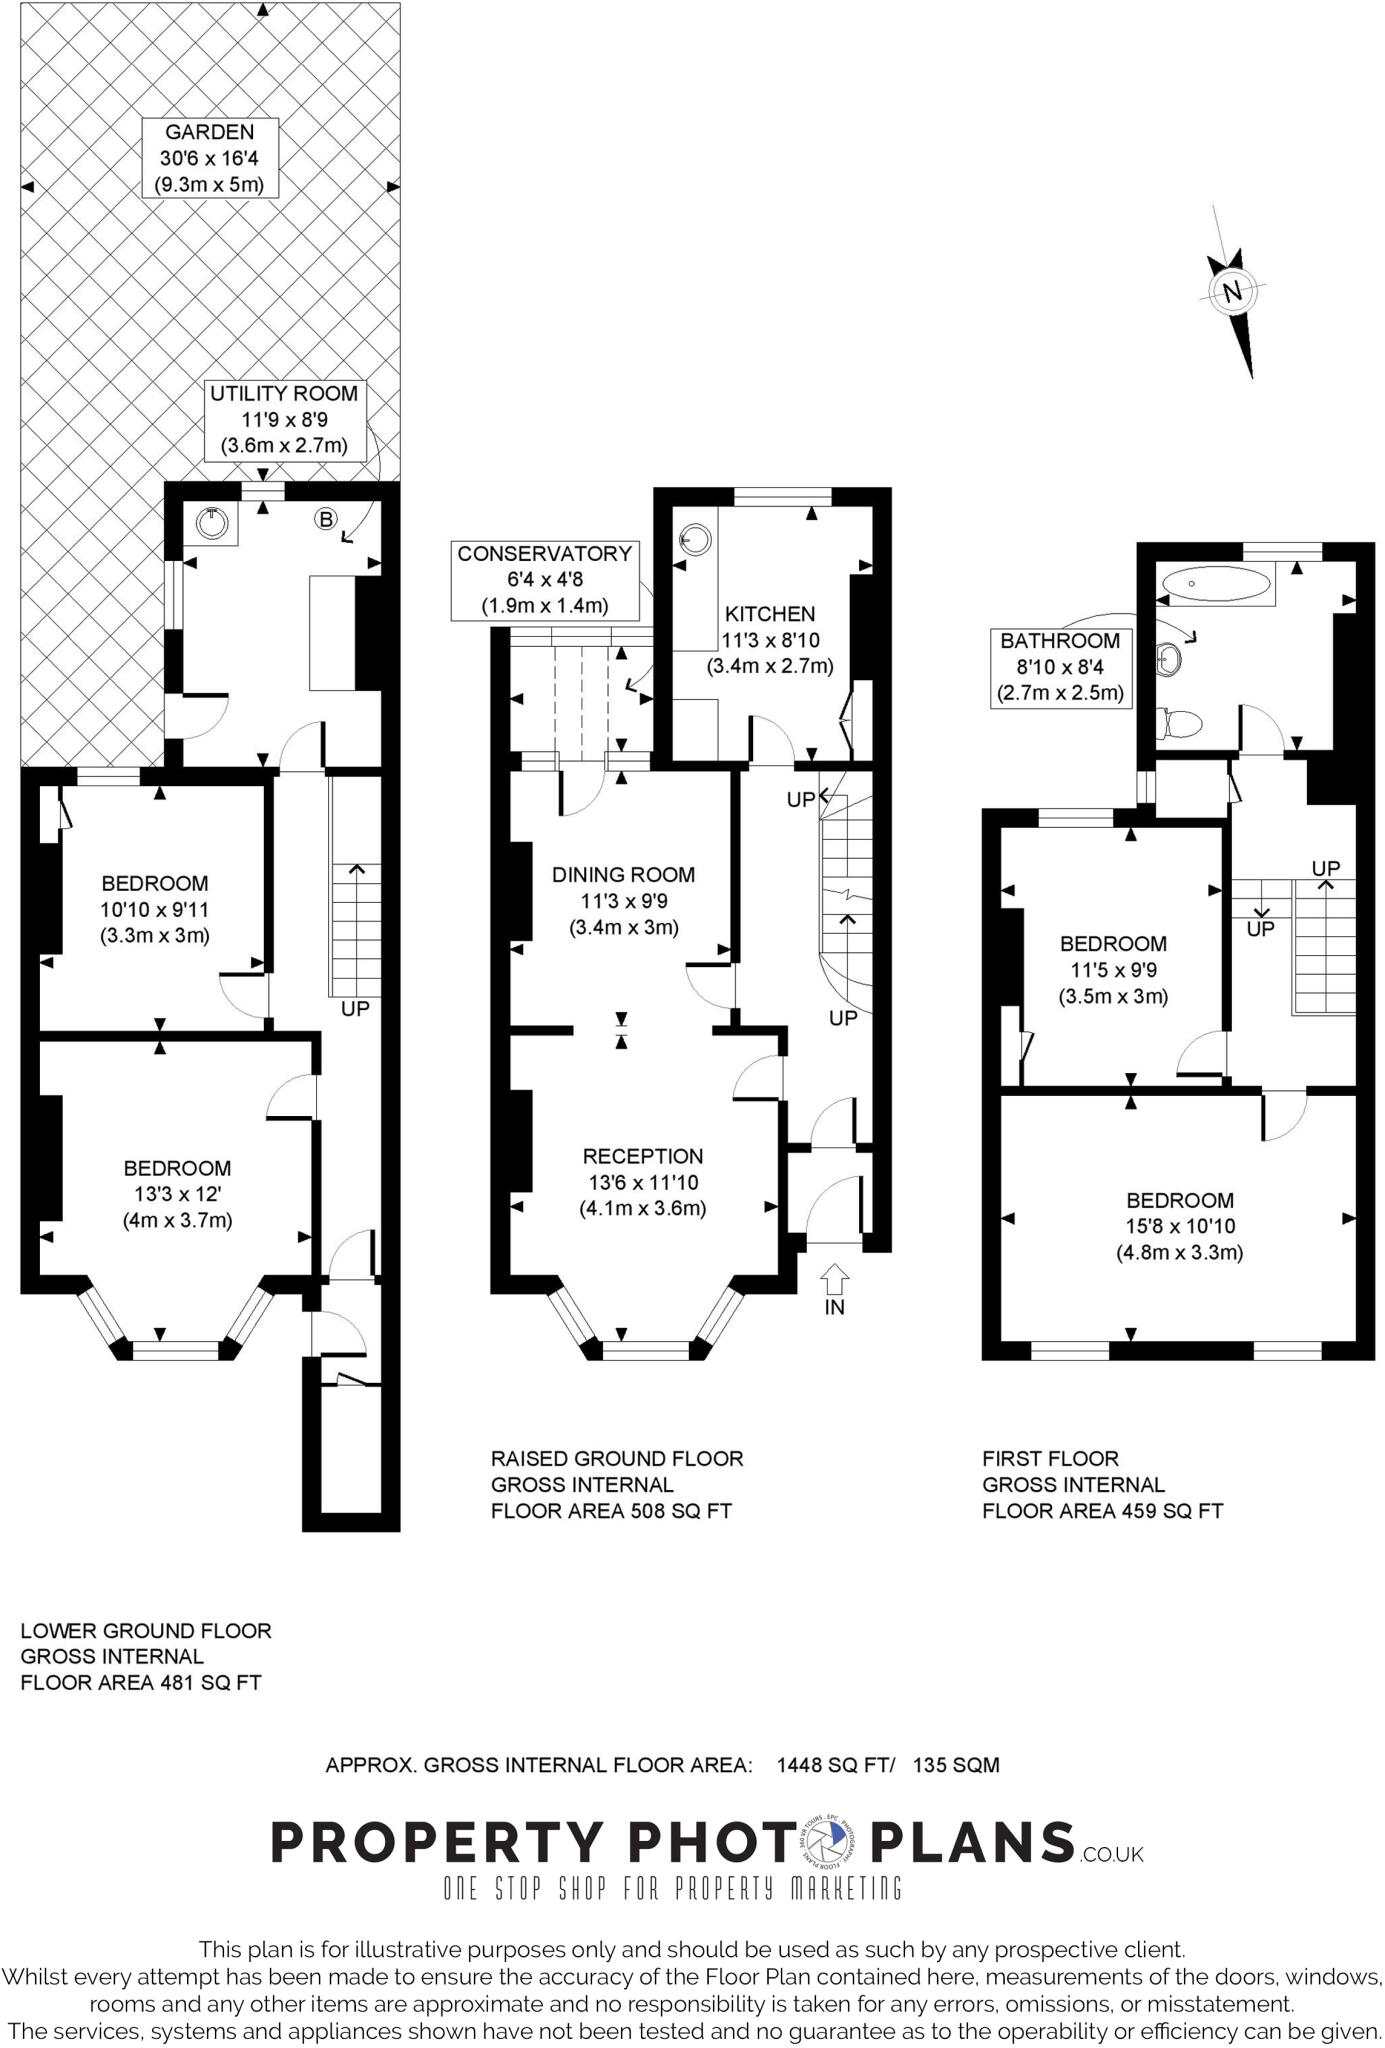 GARDEN
30'6 x 16'4
(9.3m x 5m)
UTILITY ROOM
11'9 x 8'9
(3.6m x 2.7m)
B
BEDROOM
10'10 x 9'11
(3.3m x 3m)
UP
BEDROOM
13'3 x 12'
(4m x 3.7m)
LOWER GROUND FLOOR
GROSS INTERNAL
FLOOR AREA 481 SQ FT
CONSERVATORY
6'4 x 4'8
(1.9m x 1.4m)
KITCHEN
11'3 x 8'10
(3.4m x 2.7m)
UP
DINING ROOM
11'3 x 9'9
(3.4m x 3m)
UP
RECEPTION
13'6 x 11'10
(4.1m x 3.6m)
IN
RAISED GROUND FLOOR
GROSS INTERNAL
FLOOR AREA 508 SQ FT
N
BATHROOM
8'10 x 8'4
(2.7m x 2.5m)
UP
UP
BEDROOM
11'5 x 9'9
(3.5m x 3m)
BEDROOM
15'8 x 10'10
(4.8m x 3.3m)
FIRST FLOOR
GROSS INTERNAL
FLOOR AREA 459 SQ FT
APPROX. GROSS INTERNAL FLOOR AREA: 1448 SQ FT/ 135 SQM
PROPERTY PHOTO PLANS.CO.UK
360 VR TOURS . EPC . PHOTOGRAPHY . FLOOR PLANS .
ONE STOP SHOP FOR PROPERTY MARKETING
This plan is for illustrative purposes only and should be used as such by any prospective client.
Whilst every attempt has been made to ensure the accuracy of the Floor Plan contained here, measurements of the doors, windows,
rooms and any other items are approximate and no responsibility is taken for any errors, omissions, or misstatement.
The services, systems and appliances shown have not been tested and no guarantee as to the operability or efficiency can be given.